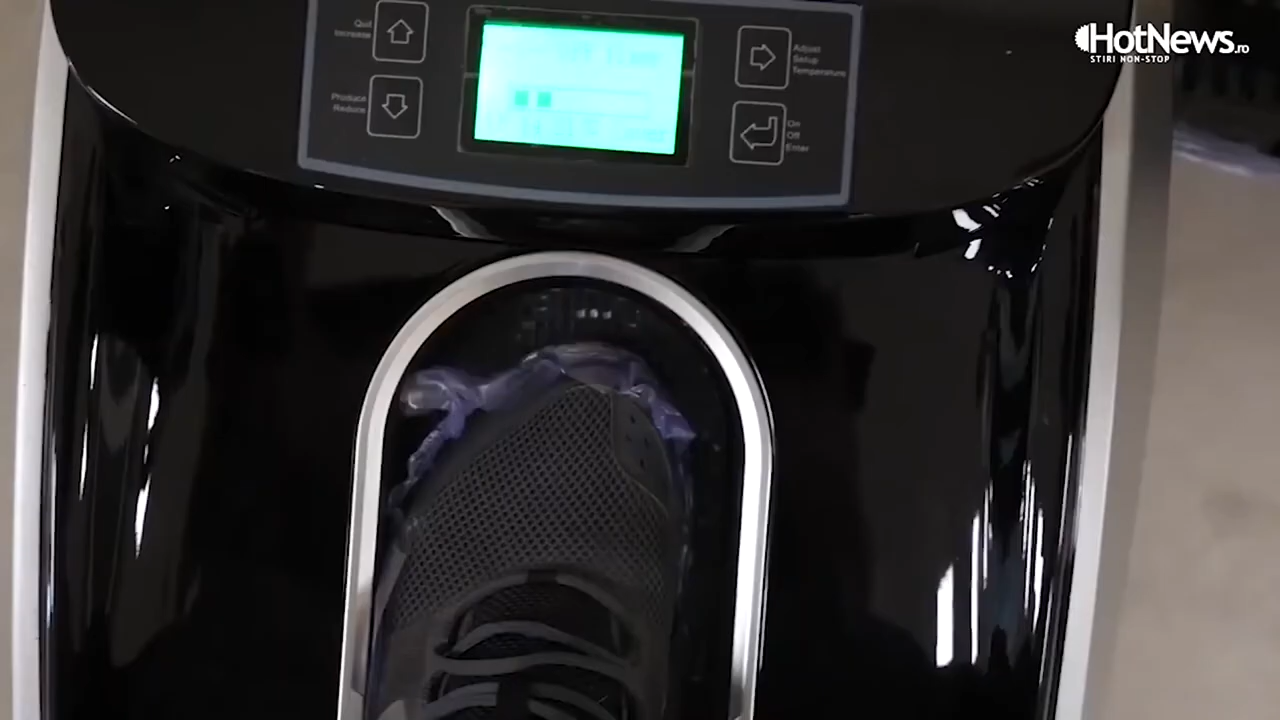 Quit
Increase
Produce
Reduce
Adjust
Setup
Temperature
On
Off
Enter
HotNews.ro
STIRI NON-STOP